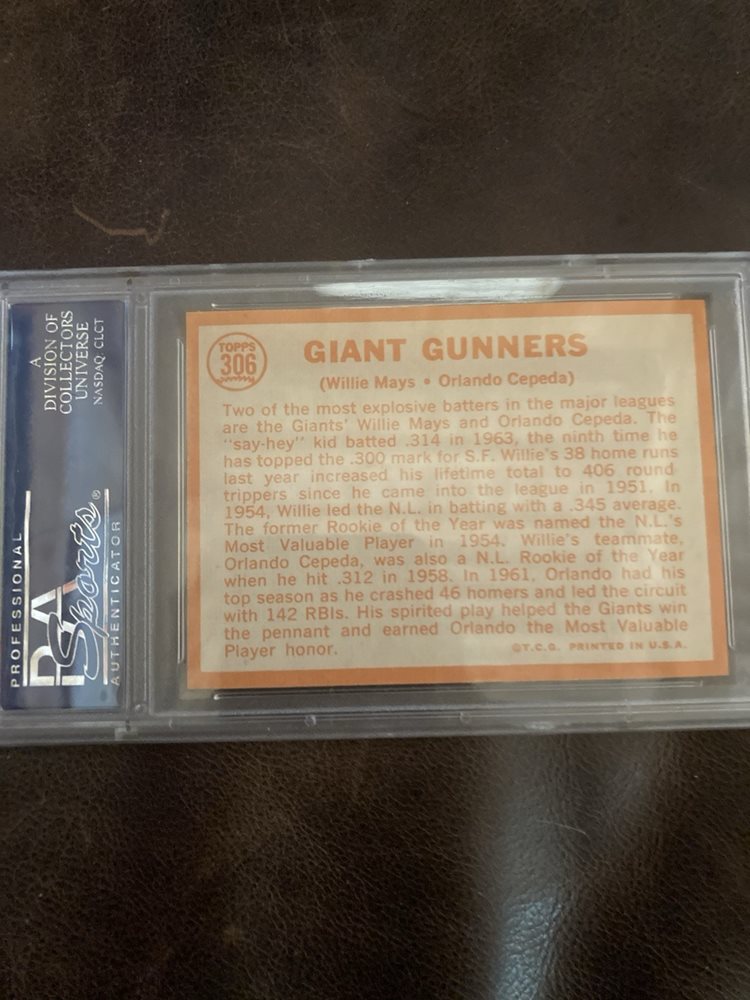 A
DIVISION OF
COLLECTORS
UNIVERSE
NASDAQ: CLCT
PROFESSIONAL
PSA
Sports®
AUTHENTICATOR
TOPPS
306
GIANT GUNNERS
(Willie Mays • Orlando Cepeda)
Two of the most explosive batters in the major leagues
are the Giants' Willie Mays and Orlando Cepeda. The
"say-hey" kid batted .314 in 1963, the ninth time he
has topped the .300 mark for S.F. Willie's 38 home runs
last year increased his lifetime total to 406 round
trippers since he came into the league in 1951. In
1954, Willie led the N.L. in batting with a .345 average.
The former Rookie of the Year was named the N.L.'s
Most Valuable Player in 1954. Willie's teammate,
Orlando Cepeda, was also a N.L. Rookie of the Year
when he hit .312 in 1958. In 1961, Orlando had his
top season as he crashed 46 homers and led the circuit
with 142 RBIs. His spirited play helped the Giants win
the pennant and earned Orlando the Most Valuable
Player honor.
©T.C.G. PRINTED IN U.S.A.